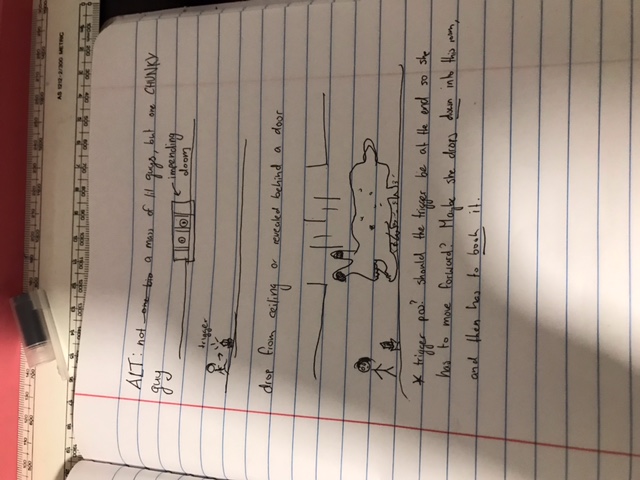 ALT: not one big a mass of lil guys, but one CHUNKY
guy
← impending
doom
trigger
drop from ceiling or revealed behind a door
* trigger pos? should the trigger be at the end so she
has to move forward? Maybe she drops down into this room,
and then has to book it.
AS 1212-2/300 METRIC